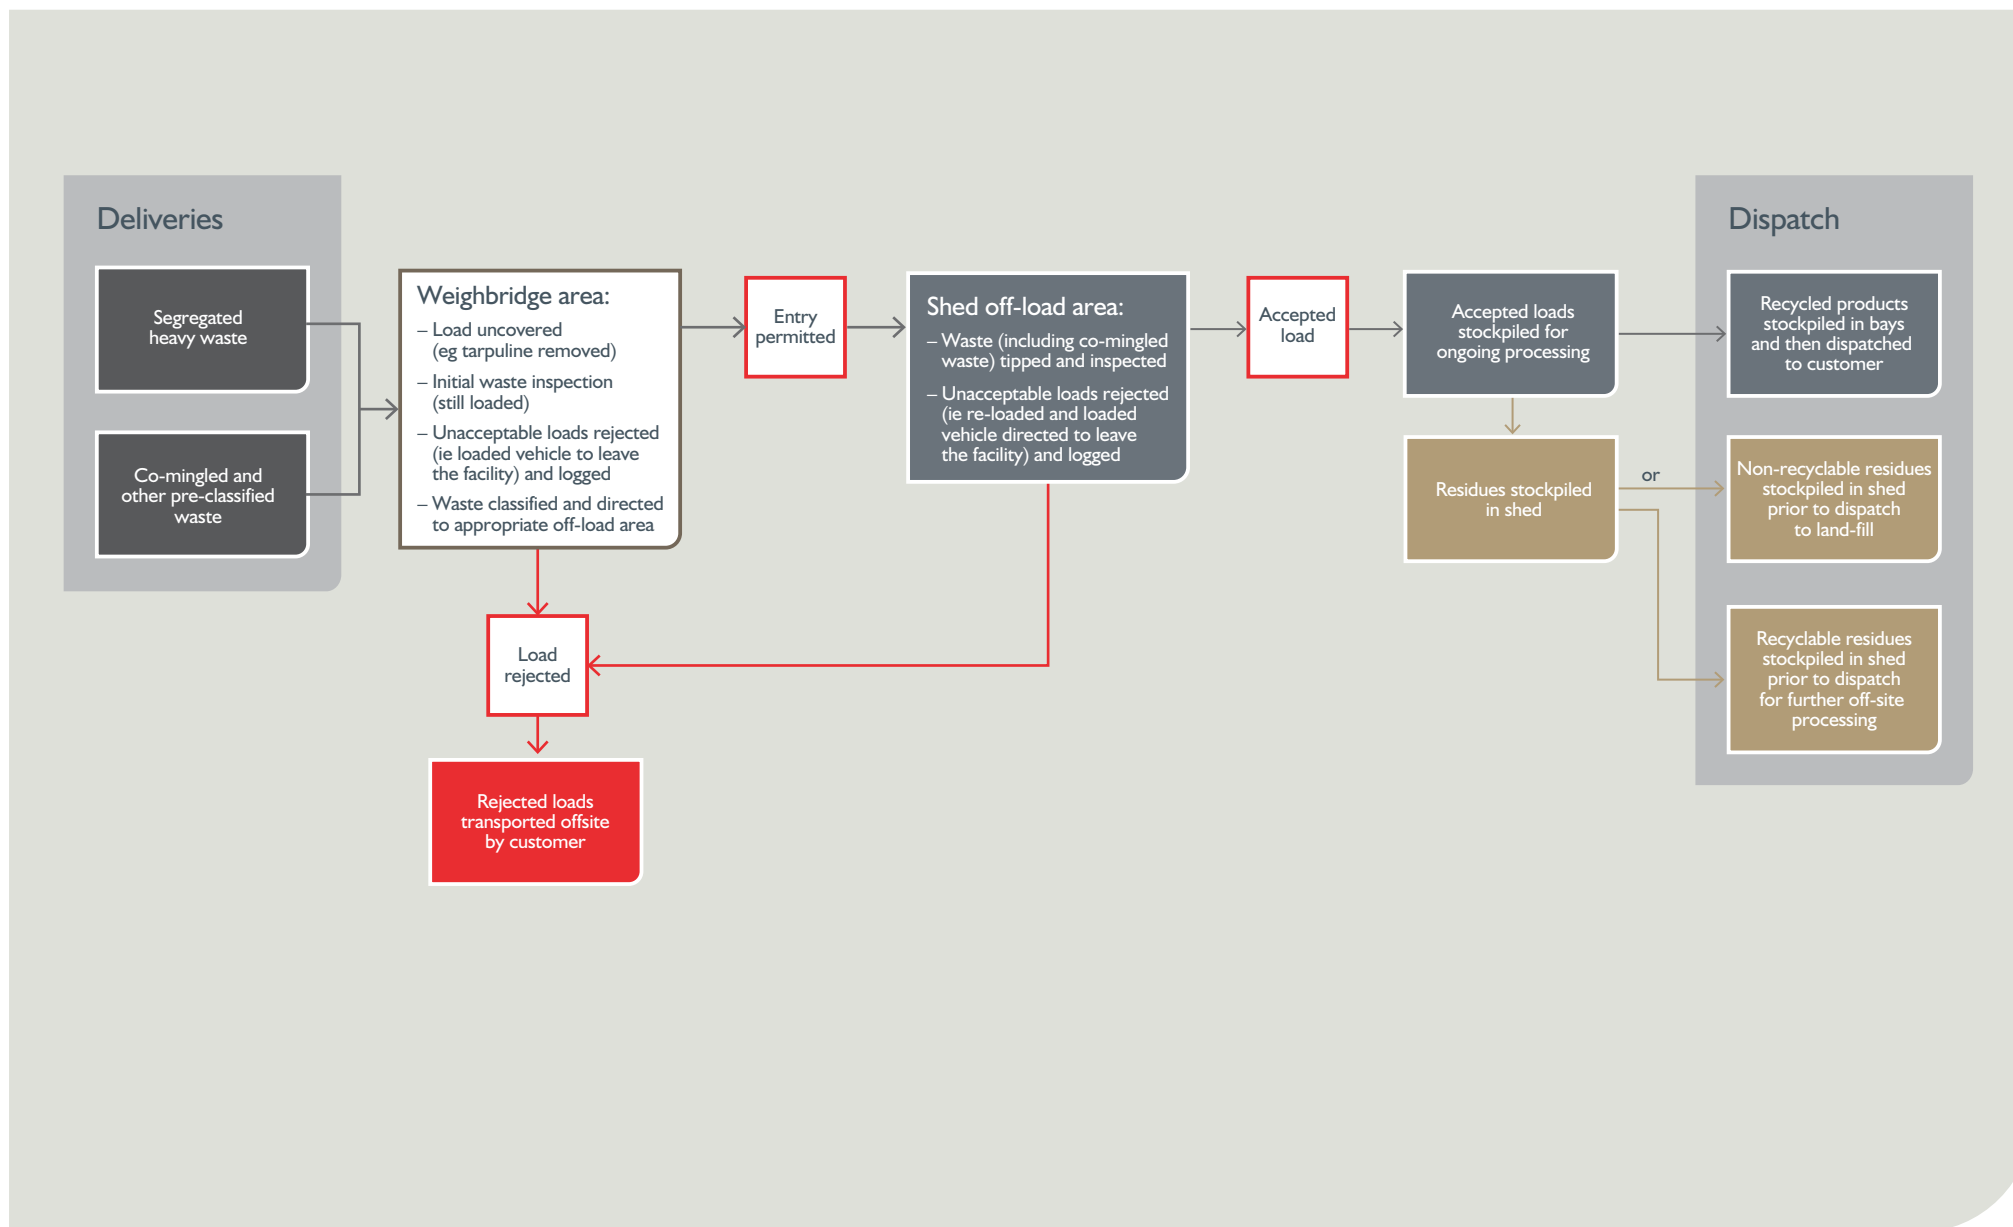 Deliveries
Segregated
heavy waste
Co-mingled and
other pre-classified
waste
Weighbridge area:
– Load uncovered
(eg tarpuline removed)
– Initial waste inspection
(still loaded)
– Unacceptable loads rejected
(ie loaded vehicle to leave
the facility) and logged
– Waste classified and directed
to appropriate off-load area
Entry
permitted
Shed off-load area:
– Waste (including co-mingled
waste) tipped and inspected
– Unacceptable loads rejected
(ie re-loaded and loaded
vehicle directed to leave
the facility) and logged
Accepted
load
Accepted loads
stockpiled for
ongoing processing
Residues stockpiled
in shed
or
Dispatch
Recycled products
stockpiled in bays
and then dispatched
to customer
Non-recyclable residues
stockpiled in shed
prior to dispatch
to land-fill
Recyclable residues
stockpiled in shed
prior to dispatch
for further off-site
processing
Load
rejected
Rejected loads
transported offsite
by customer